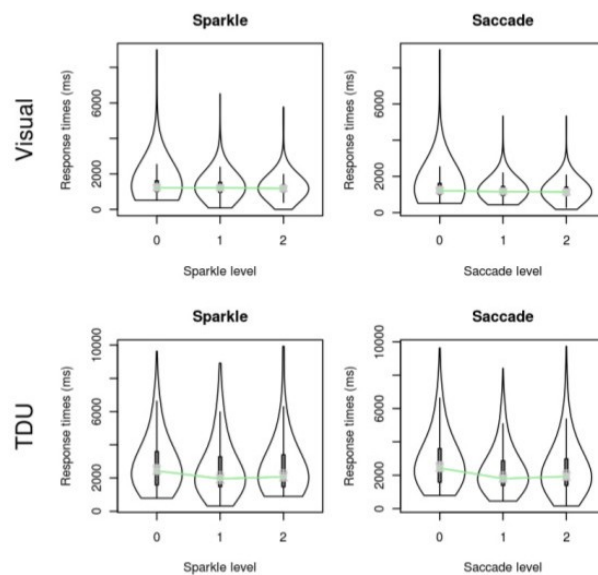 Visual
Sparkle
Response times (ms)
6000
2000
0
0 1 2
Sparkle level
Saccade
Response times (ms)
6000
2000
0
0 1 2
Saccade level
TDU
Sparkle
Response times (ms)
10000
6000
2000
0
0 1 2
Sparkle level
Saccade
Response times (ms)
10000
6000
2000
0
0 1 2
Saccade level